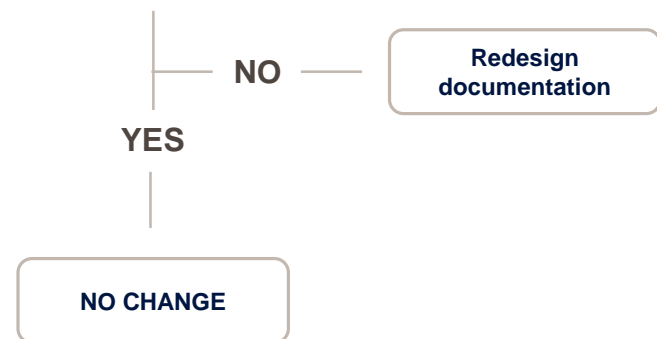 NO
Redesign
documentation
YES
NO CHANGE